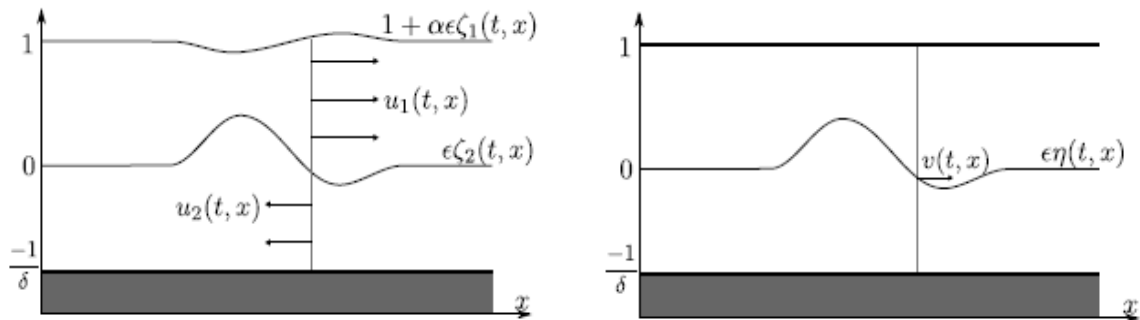 1 + αϵζ₁(t, x)
1
u₁(t, x)
0
ϵζ₂(t, x)
u₂(t, x)
−1/δ
x
1
v(t, x)
ϵη(t, x)
0
−1/δ
x